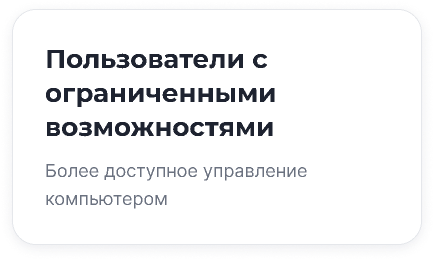 Пользователи с
ограниченными
возможностями
Более доступное управление
компьютером